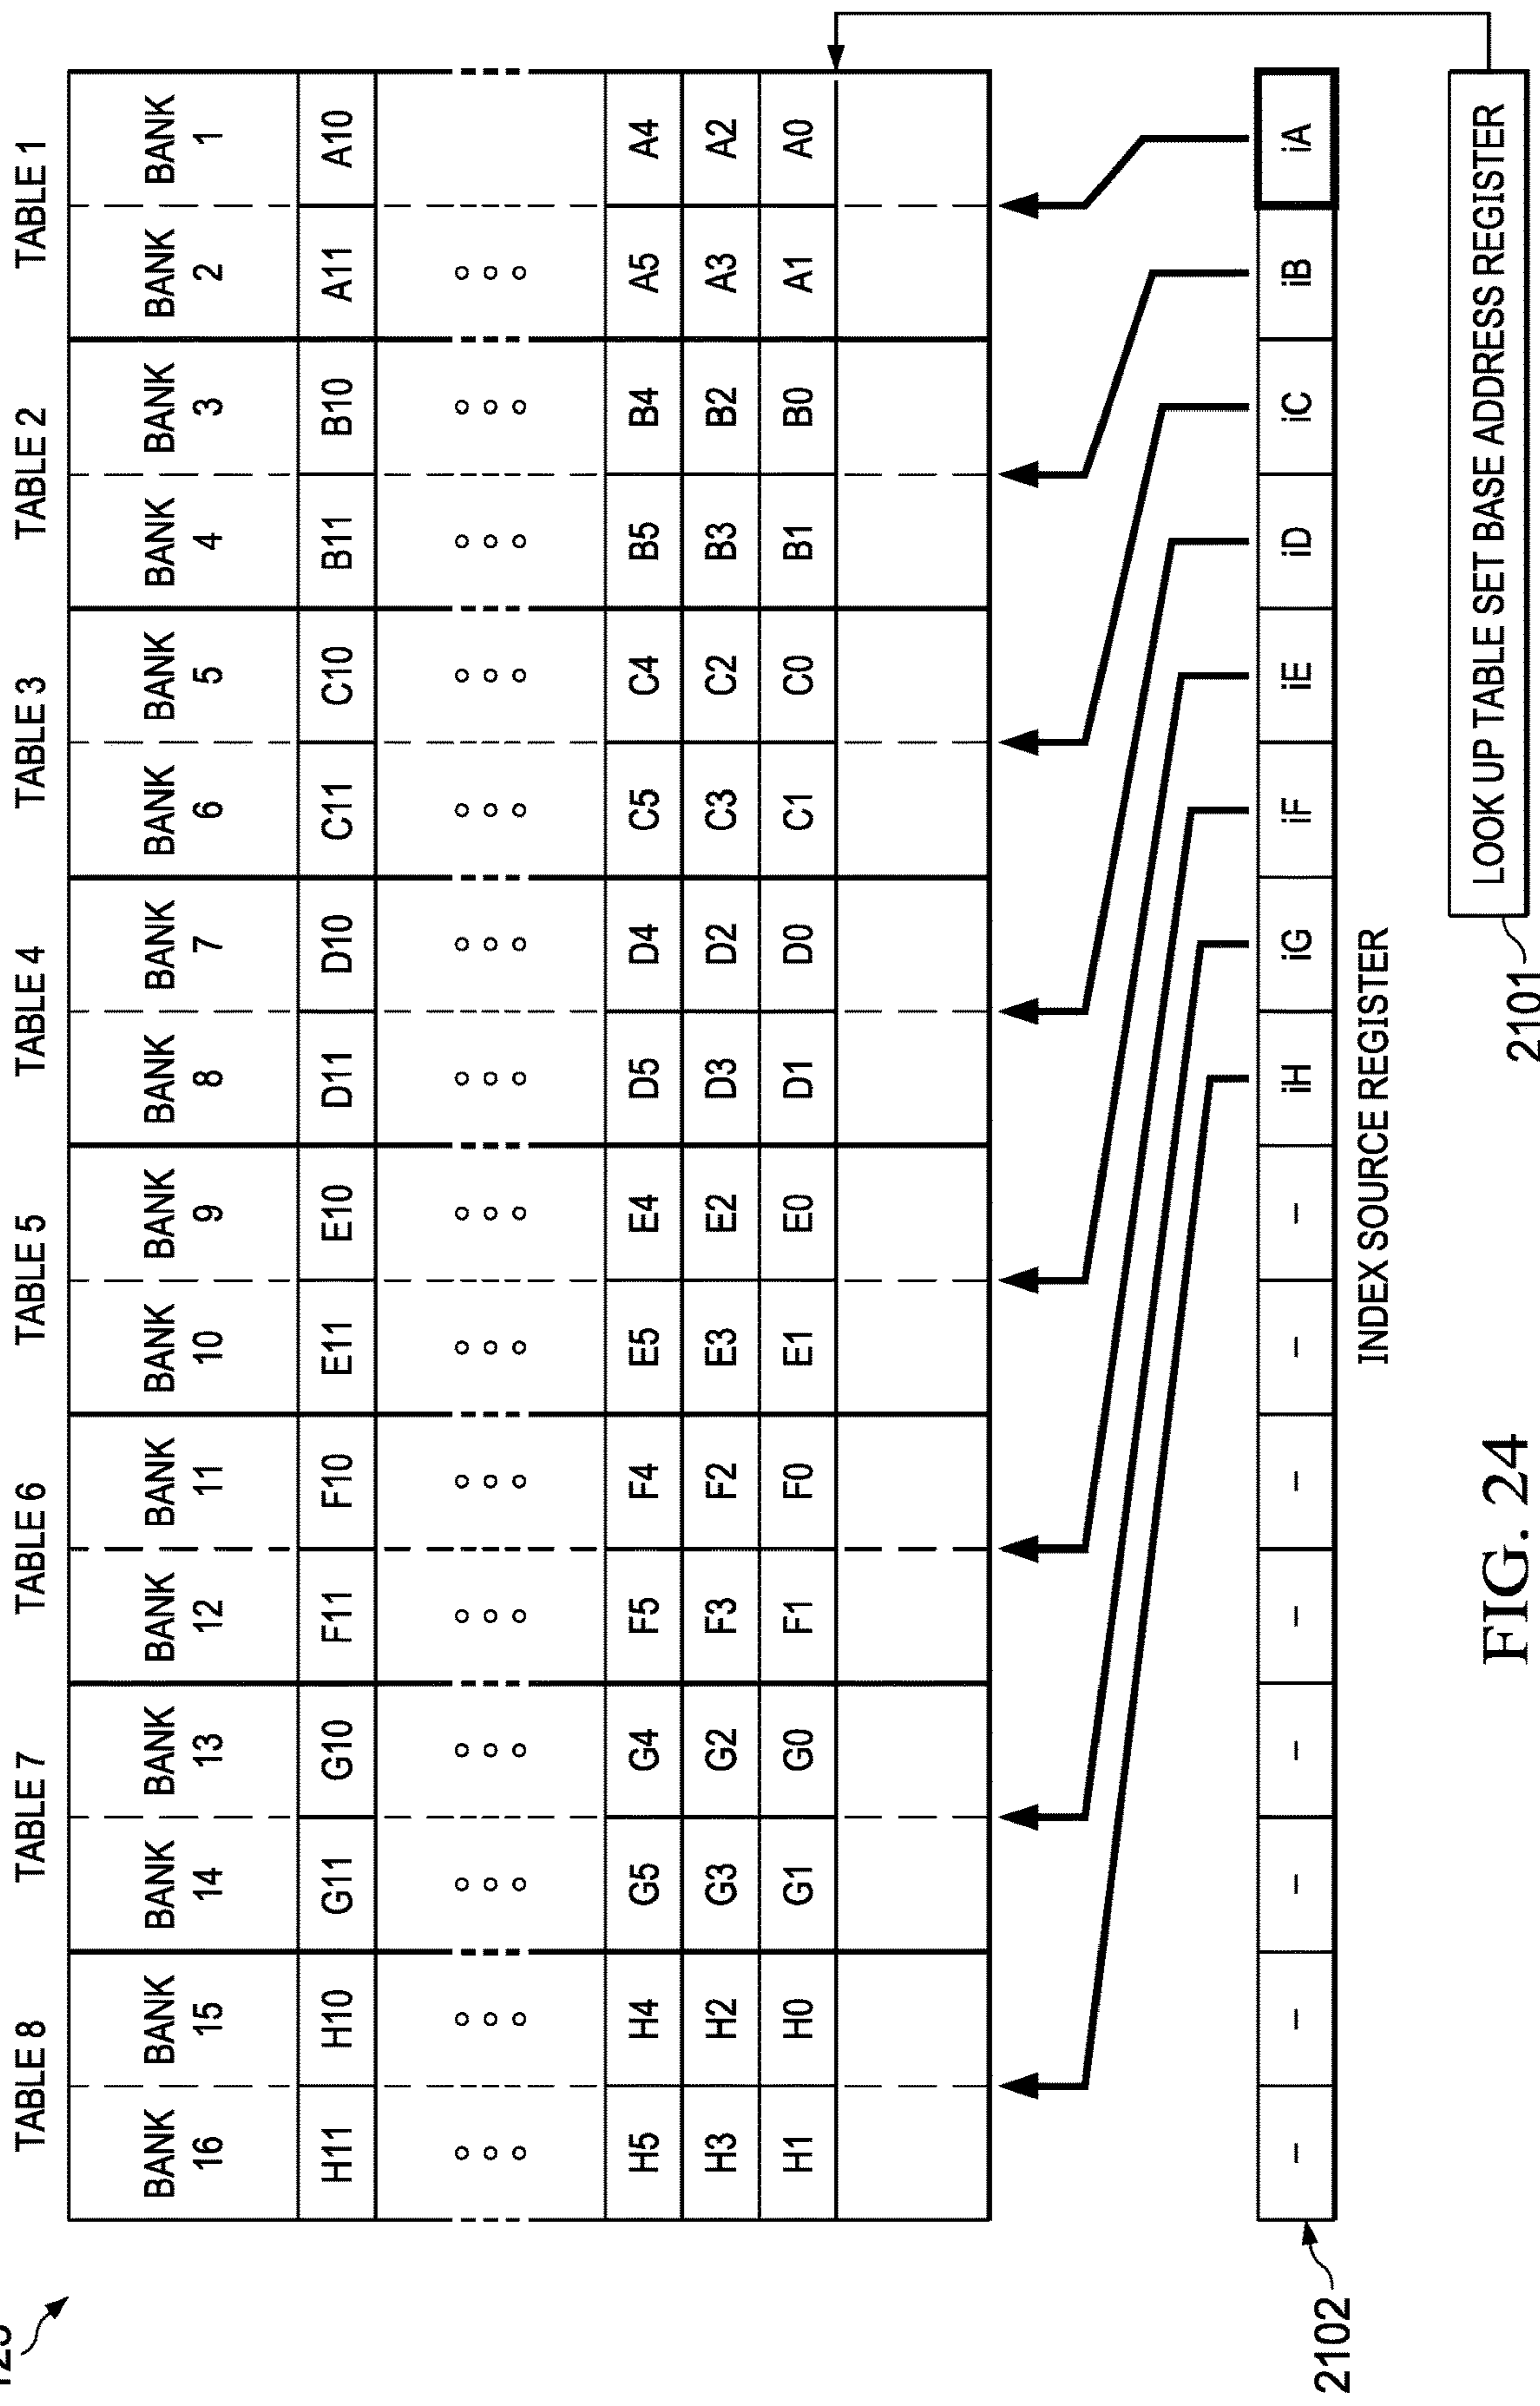 TABLE 8 TABLE 7 TABLE 6 TABLE 5 TABLE 4 TABLE 3 TABLE 2 TABLE 1
BANK BANK BANK BANK BANK BANK BANK BANK BANK BANK BANK BANK BANK BANK BANK BANK
16 15 14 13 12 11 10 9 8 7 6 5 4 3 2 1
H11 H10 G11 G10 F11 F10 E11 E10 D11 D10 C11 C10 B11 B10 A11 A10
H5 H4 G5 G4 F5 F4 E5 E4 D5 D4 C5 C4 B5 B4 A5 A4
H3 H2 G3 G2 F3 F2 E3 E2 D3 D2 C3 C2 B3 B2 A3 A2
H1 H0 G1 G0 F1 F0 E1 E0 D1 D0 C1 C0 B1 B0 A1 A0
– – – – – – – – iH iG iF iE iD iC iB iA
2102
INDEX SOURCE REGISTER
LOOK UP TABLE SET BASE ADDRESS REGISTER
2101
FIG. 24